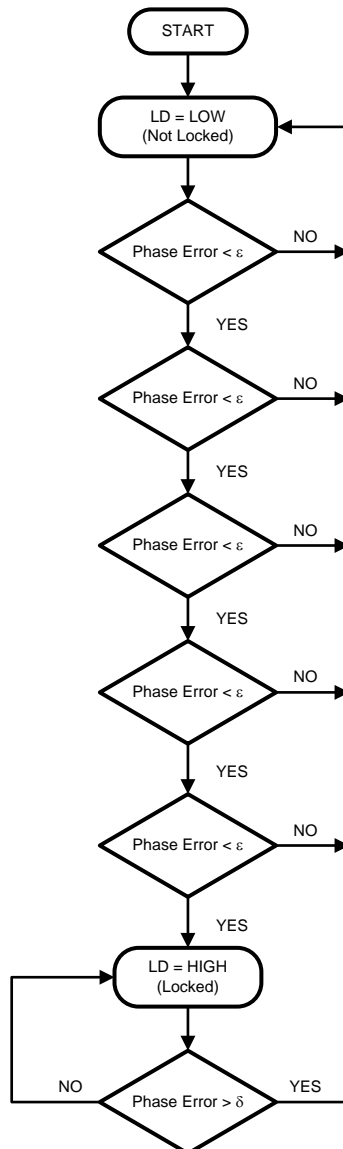 START
LD = LOW
(Not Locked)
Phase Error < ε
NO
YES
Phase Error < ε
NO
YES
Phase Error < ε
NO
YES
Phase Error < ε
NO
YES
Phase Error < ε
NO
YES
LD = HIGH
(Locked)
NO
Phase Error > δ
YES